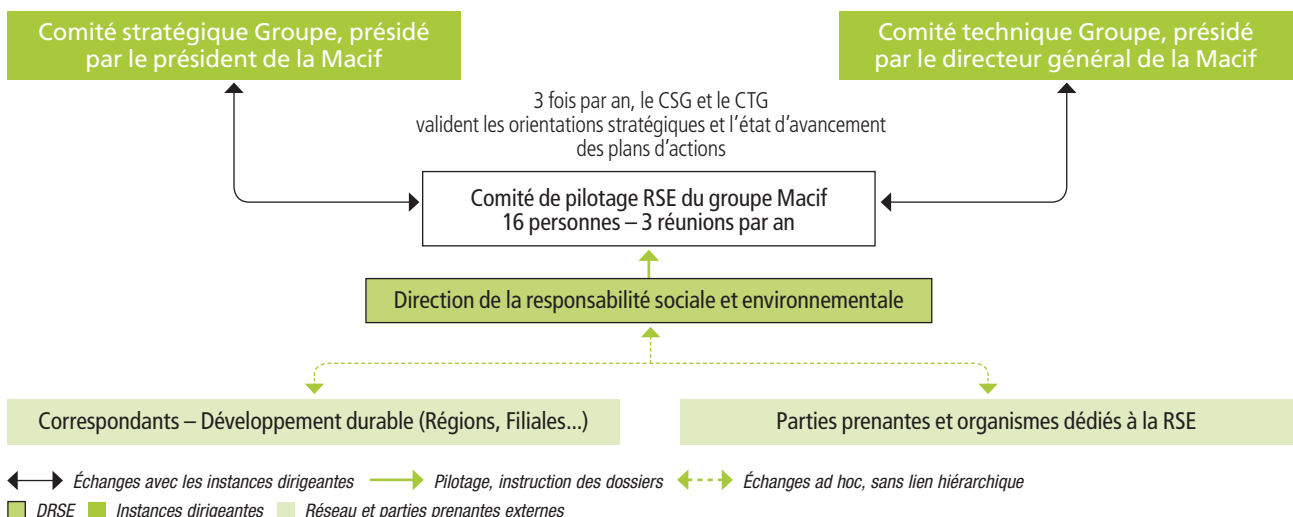 Comité stratégique Groupe, présidé
par le président de la Macif
Comité technique Groupe, présidé
par le directeur général de la Macif
3 fois par an, le CSG et le CTG
valident les orientations stratégiques et l'état d'avancement
des plans d'actions
Comité de pilotage RSE du groupe Macif
16 personnes – 3 réunions par an
Direction de la responsabilité sociale et environnementale
Correspondants – Développement durable (Régions, Filiales...)
Parties prenantes et organismes dédiés à la RSE
Échanges avec les instances dirigeantes
Pilotage, instruction des dossiers
Échanges ad hoc, sans lien hiérarchique
DRSE
Instances dirigeantes
Réseau et parties prenantes externes